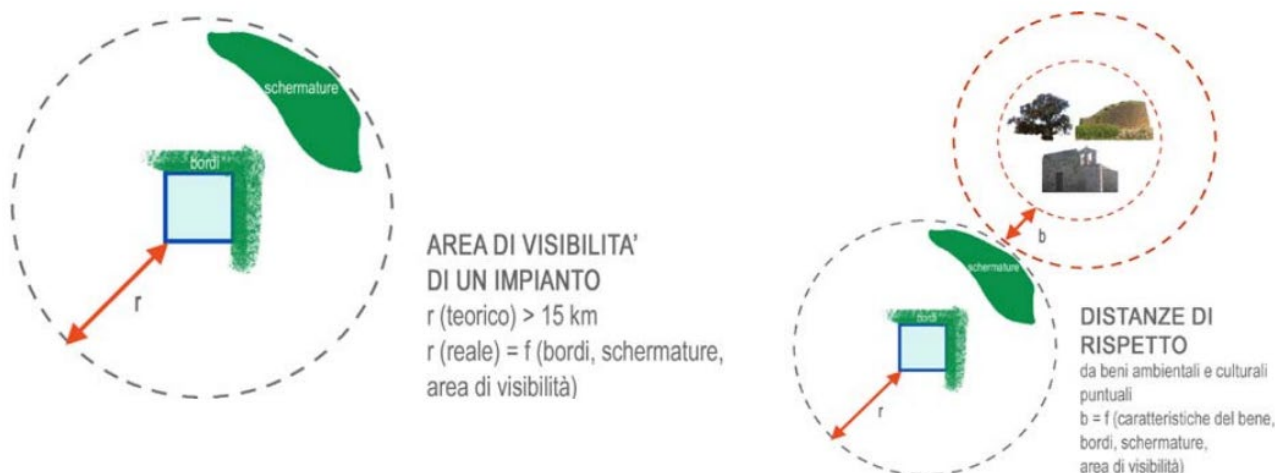 schermature
bordi
r
AREA DI VISIBILITA'
DI UN IMPIANTO
r (teorico) > 15 km
r (reale) = f (bordi, schermature,
area di visibilità)
b
schermature
bordi
r
DISTANZE DI
RISPETTO
da beni ambientali e culturali
puntuali
b = f (caratteristiche del bene,
bordi, schermature,
area di visibilità)